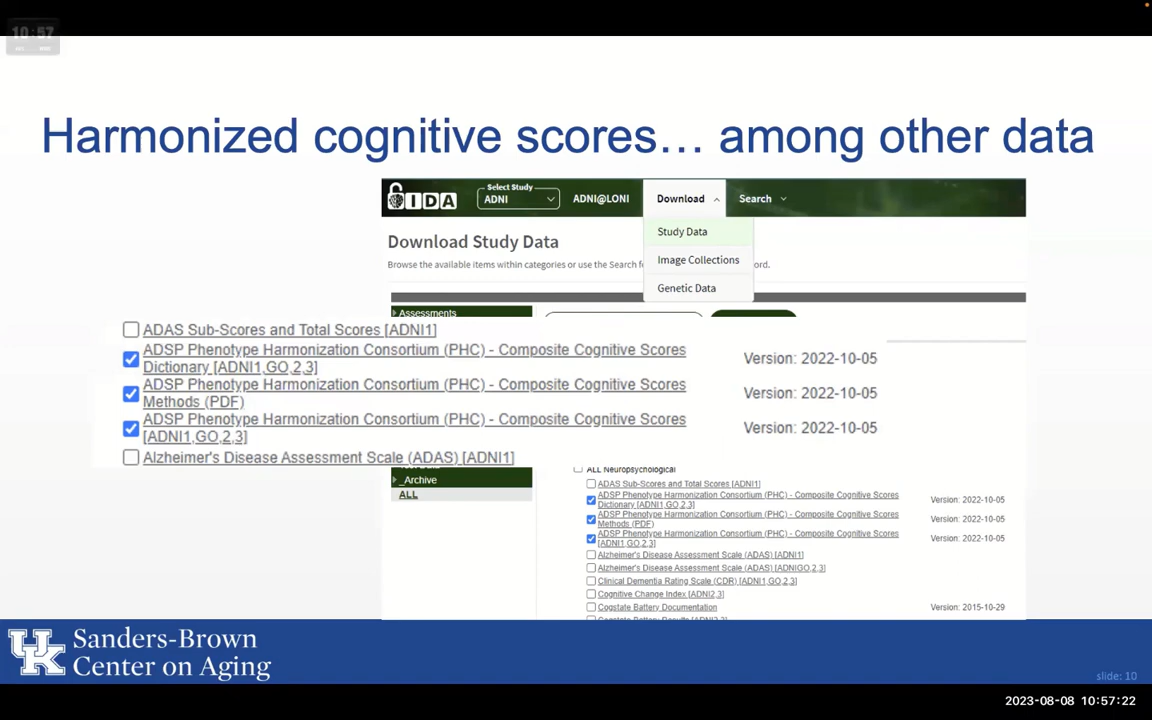 10:57
Harmonized cognitive scores… among other data
IDA
Select Study
ADNI
ADNI@LONI
Download
Search
Download Study Data
Study Data
Browse the available items within categories or use the Search
ord.
Image Collections
Genetic Data
Assessments
ADAS Sub-Scores and Total Scores [ADNI1]
ADSP Phenotype Harmonization Consortium (PHC) - Composite Cognitive Scores
Dictionary [ADNI1,GO,2,3]
Version: 2022-10-05
ADSP Phenotype Harmonization Consortium (PHC) - Composite Cognitive Scores
Methods (PDF)
Version: 2022-10-05
ADSP Phenotype Harmonization Consortium (PHC) - Composite Cognitive Scores
[ADNI1,GO,2,3]
Version: 2022-10-05
Alzheimer's Disease Assessment Scale (ADAS) [ADNI1]
_Archive
ALL
ALL Neuropsychological
ADAS Sub-Scores and Total Scores [ADNI1]
ADSP Phenotype Harmonization Consortium (PHC) - Composite Cognitive Scores
Dictionary [ADNI1,GO,2,3]
Version: 2022-10-05
ADSP Phenotype Harmonization Consortium (PHC) - Composite Cognitive Scores
Methods (PDF)
Version: 2022-10-05
ADSP Phenotype Harmonization Consortium (PHC) - Composite Cognitive Scores
[ADNI1,GO,2,3]
Version: 2022-10-05
Alzheimer's Disease Assessment Scale (ADAS) [ADNI1]
Alzheimer's Disease Assessment Scale (ADAS) [ADNIGO,2,3]
Clinical Dementia Rating Scale (CDR) [ADNI1,GO,2,3]
Cognitive Change Index [ADNI2,3]
Cogstate Battery Documentation
Version: 2015-10-29
UK
Sanders-Brown
Center on Aging
slide: 10
2023-08-08 10:57:22